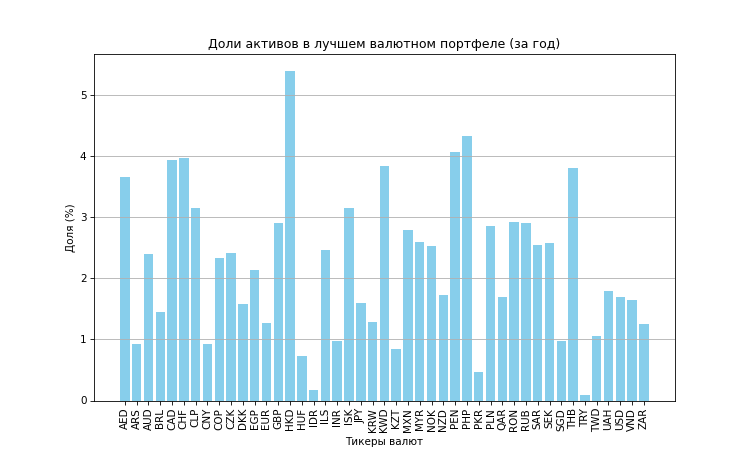 Доли активов в лучшем валютном портфеле (за год)
Доля (%)
5
4
3
2
1
0
AED ARS AUD BRL CAD CHF CLP CNY COP CZK DKK EGP EUR GBP HKD HUF IDR ILS INR ISK JPY KRW KWD KZT MXN MYR NOK NZD PEN PHP PKR PLN QAR RON RUB SAR SEK SGD THB TRY TWD UAH USD VND ZAR
Тикеры валют